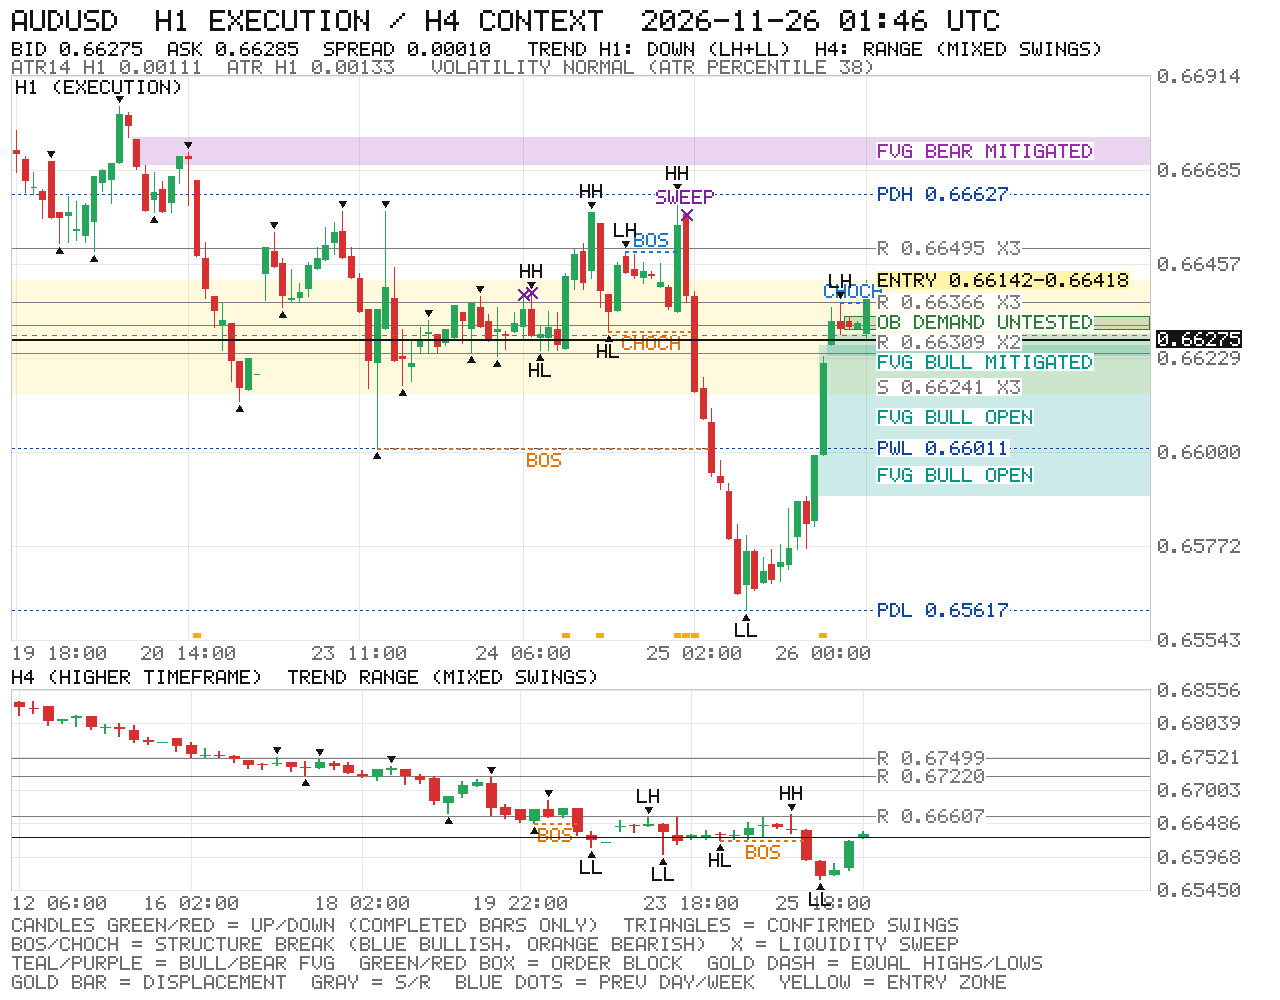 AUDUSD  H1 EXECUTION / H4 CONTEXT  2026-11-26 01:46 UTC
BID 0.66275  ASK 0.66285  SPREAD 0.00010   TREND H1: DOWN (LH+LL)  H4: RANGE (MIXED SWINGS)
ATR14 H1 0.00111  ATR H1 0.00133   VOLATILITY NORMAL (ATR PERCENTILE 38)
0.66914
H1 (EXECUTION)
FVG BEAR MITIGATED
0.66685
HH
HH
SWEEP
PDH 0.66627
LH
BOS
R 0.66495 X3
0.66457
HH
LH
ENTRY 0.66142-0.66418
CHOCH
R 0.66366 X3
OB DEMAND UNTESTED
HL
CHOCH
R 0.66309 X2
0.66275
HL
FVG BULL MITIGATED
0.66229
S 0.66241 X3
FVG BULL OPEN
BOS
PWL 0.66011
0.66000
FVG BULL OPEN
0.65772
PDL 0.65617
LL
0.65543
19 18:00
20 14:00
23 11:00
24 06:00
25 02:00
26 00:00
H4 (HIGHER TIMEFRAME)  TREND RANGE (MIXED SWINGS)
0.68556
0.68039
R 0.67499
0.67521
R 0.67220
0.67003
LH
HH
R 0.66607
0.66486
BOS
BOS
LL
LL
HL
0.65968
LL
0.65450
12 06:00
16 02:00
18 02:00
19 22:00
23 18:00
CANDLES GREEN/RED = UP/DOWN (COMPLETED BARS ONLY)  TRIANGLES = CONFIRMED SWINGS
BOS/CHOCH = STRUCTURE BREAK (BLUE BULLISH, ORANGE BEARISH)  X = LIQUIDITY SWEEP
TEAL/PURPLE = BULL/BEAR FVG  GREEN/RED BOX = ORDER BLOCK  GOLD DASH = EQUAL HIGHS/LOWS
GOLD BAR = DISPLACEMENT  GRAY = S/R  BLUE DOTS = PREV DAY/WEEK  YELLOW = ENTRY ZONE